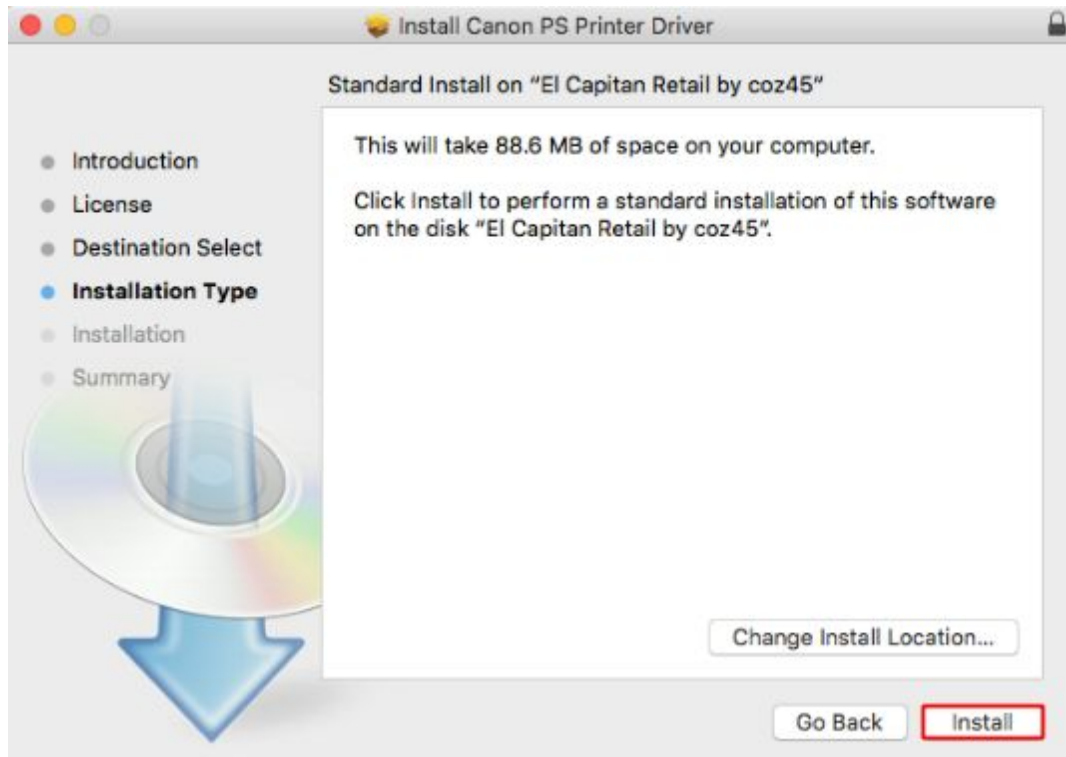 Install Canon PS Printer Driver
Standard Install on “El Capitan Retail by coz45”
Introduction
License
Destination Select
Installation Type
Installation
Summary
This will take 88.6 MB of space on your computer.
Click Install to perform a standard installation of this software
on the disk “El Capitan Retail by coz45”.
Change Install Location...
Go Back
Install